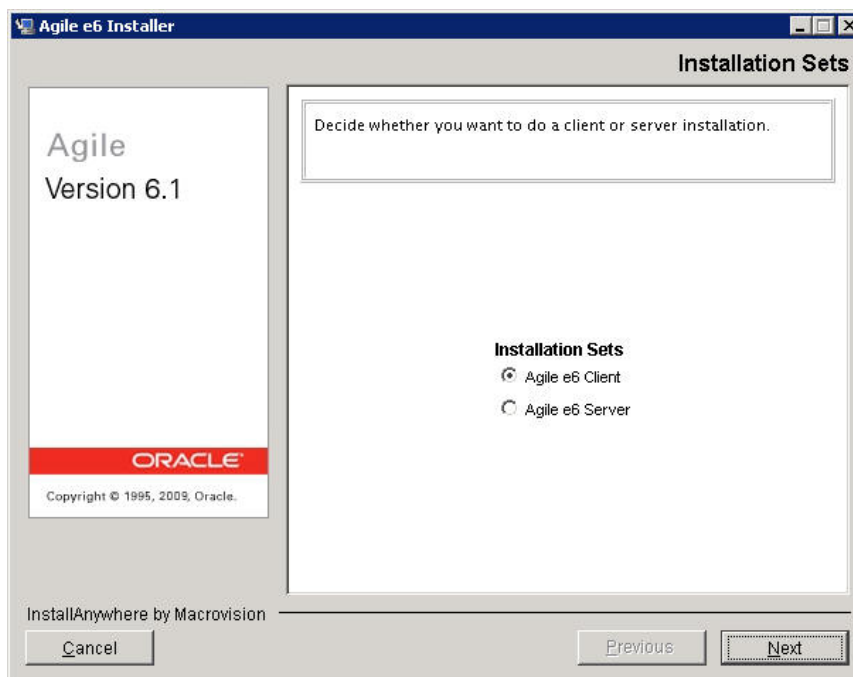 Agile e6 Installer
Installation Sets
Agile
Version 6.1
ORACLE
Copyright © 1995, 2009, Oracle.
Decide whether you want to do a client or server installation.
Installation Sets
Agile e6 Client
Agile e6 Server
InstallAnywhere by Macrovision
Cancel
Previous
Next